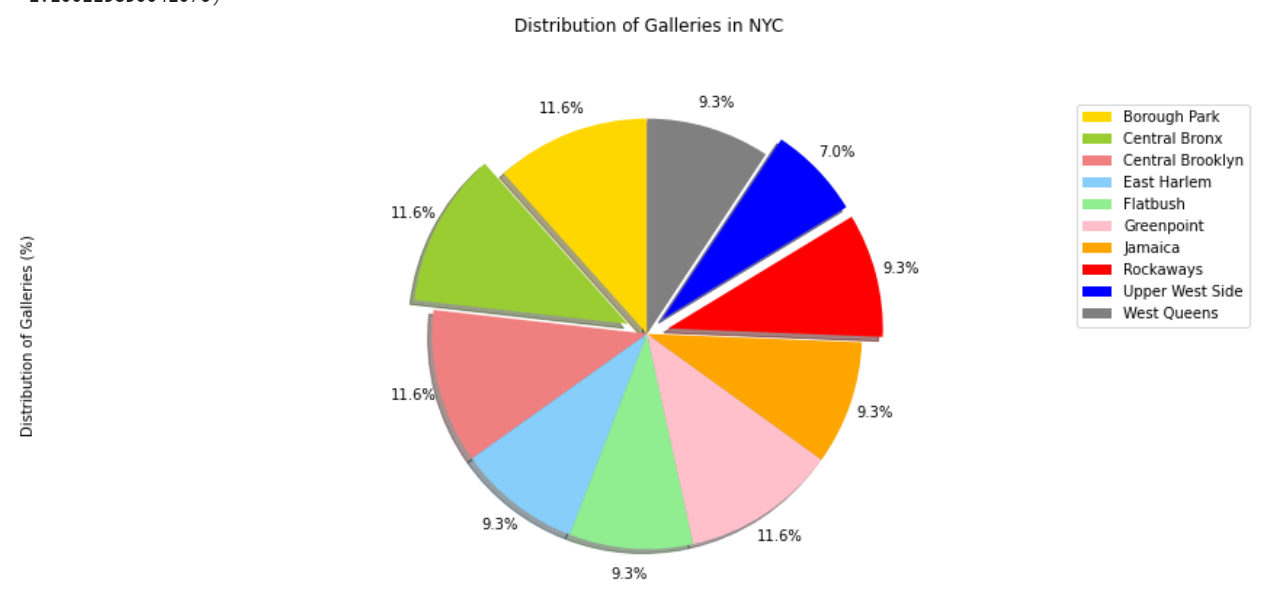 Distribution of Galleries in NYC
11.6%
9.3%
7.0%
11.6%
9.3%
11.6%
9.3%
9.3%
11.6%
9.3%
Distribution of Galleries (%)
Borough Park
Central Bronx
Central Brooklyn
East Harlem
Flatbush
Greenpoint
Jamaica
Rockaways
Upper West Side
West Queens